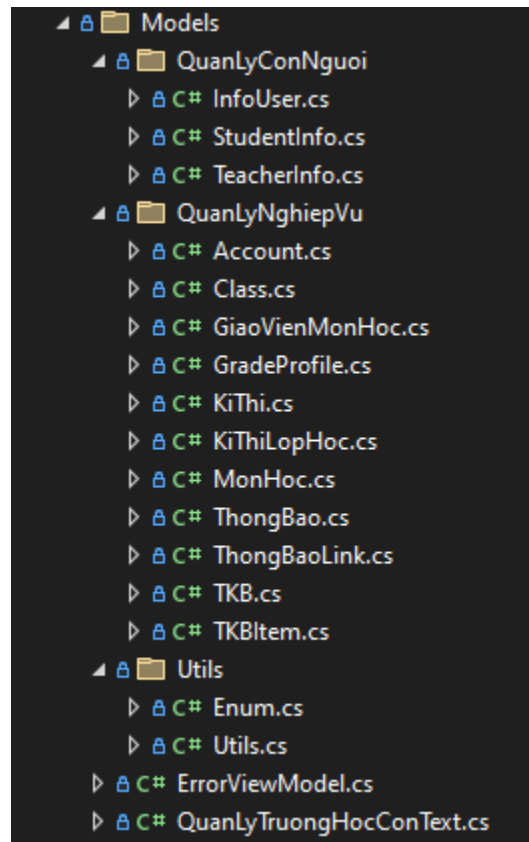 Models
QuanLyConNguoi
C# InfoUser.cs
C# StudentInfo.cs
C# TeacherInfo.cs
QuanLyNghiepVu
C# Account.cs
C# Class.cs
C# GiaoVienMonHoc.cs
C# GradeProfile.cs
C# KiThi.cs
C# KiThiLopHoc.cs
C# MonHoc.cs
C# ThongBao.cs
C# ThongBaoLink.cs
C# TKB.cs
C# TKBItem.cs
Utils
C# Enum.cs
C# Utils.cs
C# ErrorViewModel.cs
C# QuanLyTruongHocConText.cs